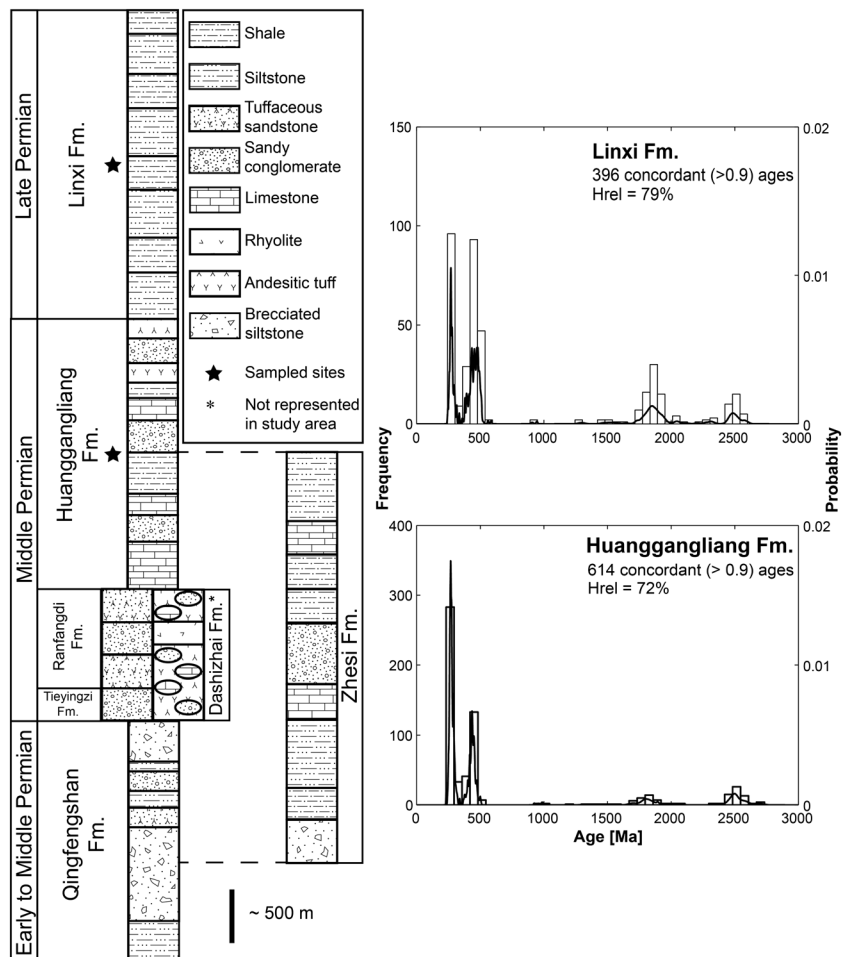 Late Permian
Linxi Fm.
Middle Permian
Huanggangliang
Fm.
Ranfangdi
Fm.
Tieyingzi
Fm.
Dashizhai Fm.*
Early to Middle Permian
Qingfengshan
Fm.
Zhesi Fm.
~ 500 m
Shale
Siltstone
Tuffaceous
sandstone
Sandy
conglomerate
Limestone
Rhyolite
Andesitic tuff
Brecciated
siltstone
★ Sampled sites
* Not represented
in study area
Linxi Fm.
396 concordant (>0.9) ages
Hrel = 79%
150
100
50
0
0.02
0.01
0
0 500 1000 1500 2000 2500 3000
Frequency
Probability
Huanggangliang Fm.
614 concordant (> 0.9) ages
Hrel = 72%
400
300
200
100
0
0.02
0.01
0
0 500 1000 1500 2000 2500 3000
Age [Ma]